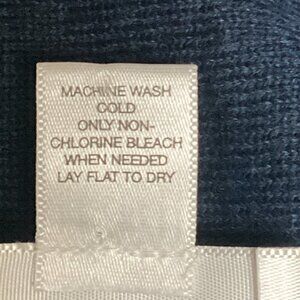 MACHINE WASH
COLD
ONLY NON-
CHLORINE BLEACH
WHEN NEEDED
LAY FLAT TO DRY